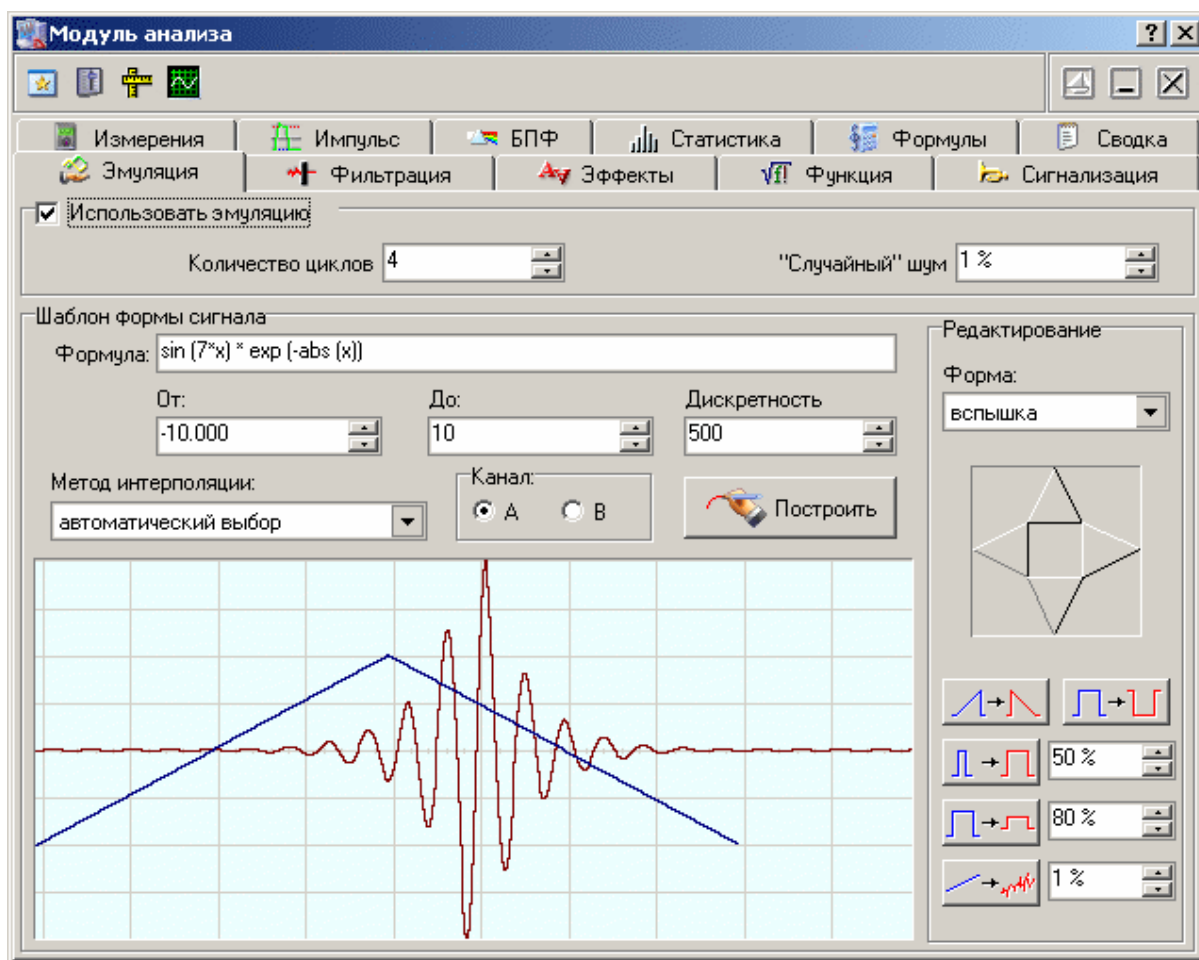 Модуль анализа
Измерения Импульс БПФ Статистика Формулы Сводка
Эмуляция Фильтрация Эффекты Функция Сигнализация
Использовать эмуляцию
Количество циклов 4 "Случайный" шум 1 %
Шаблон формы сигнала
Формула: sin (7*x) * exp (-abs (x))
От: До: Дискретность
-10.000 10 500
Метод интерполяции: Канал:
автоматический выбор A B Построить
Редактирование
Форма:
вспышка
50 %
80 %
1 %